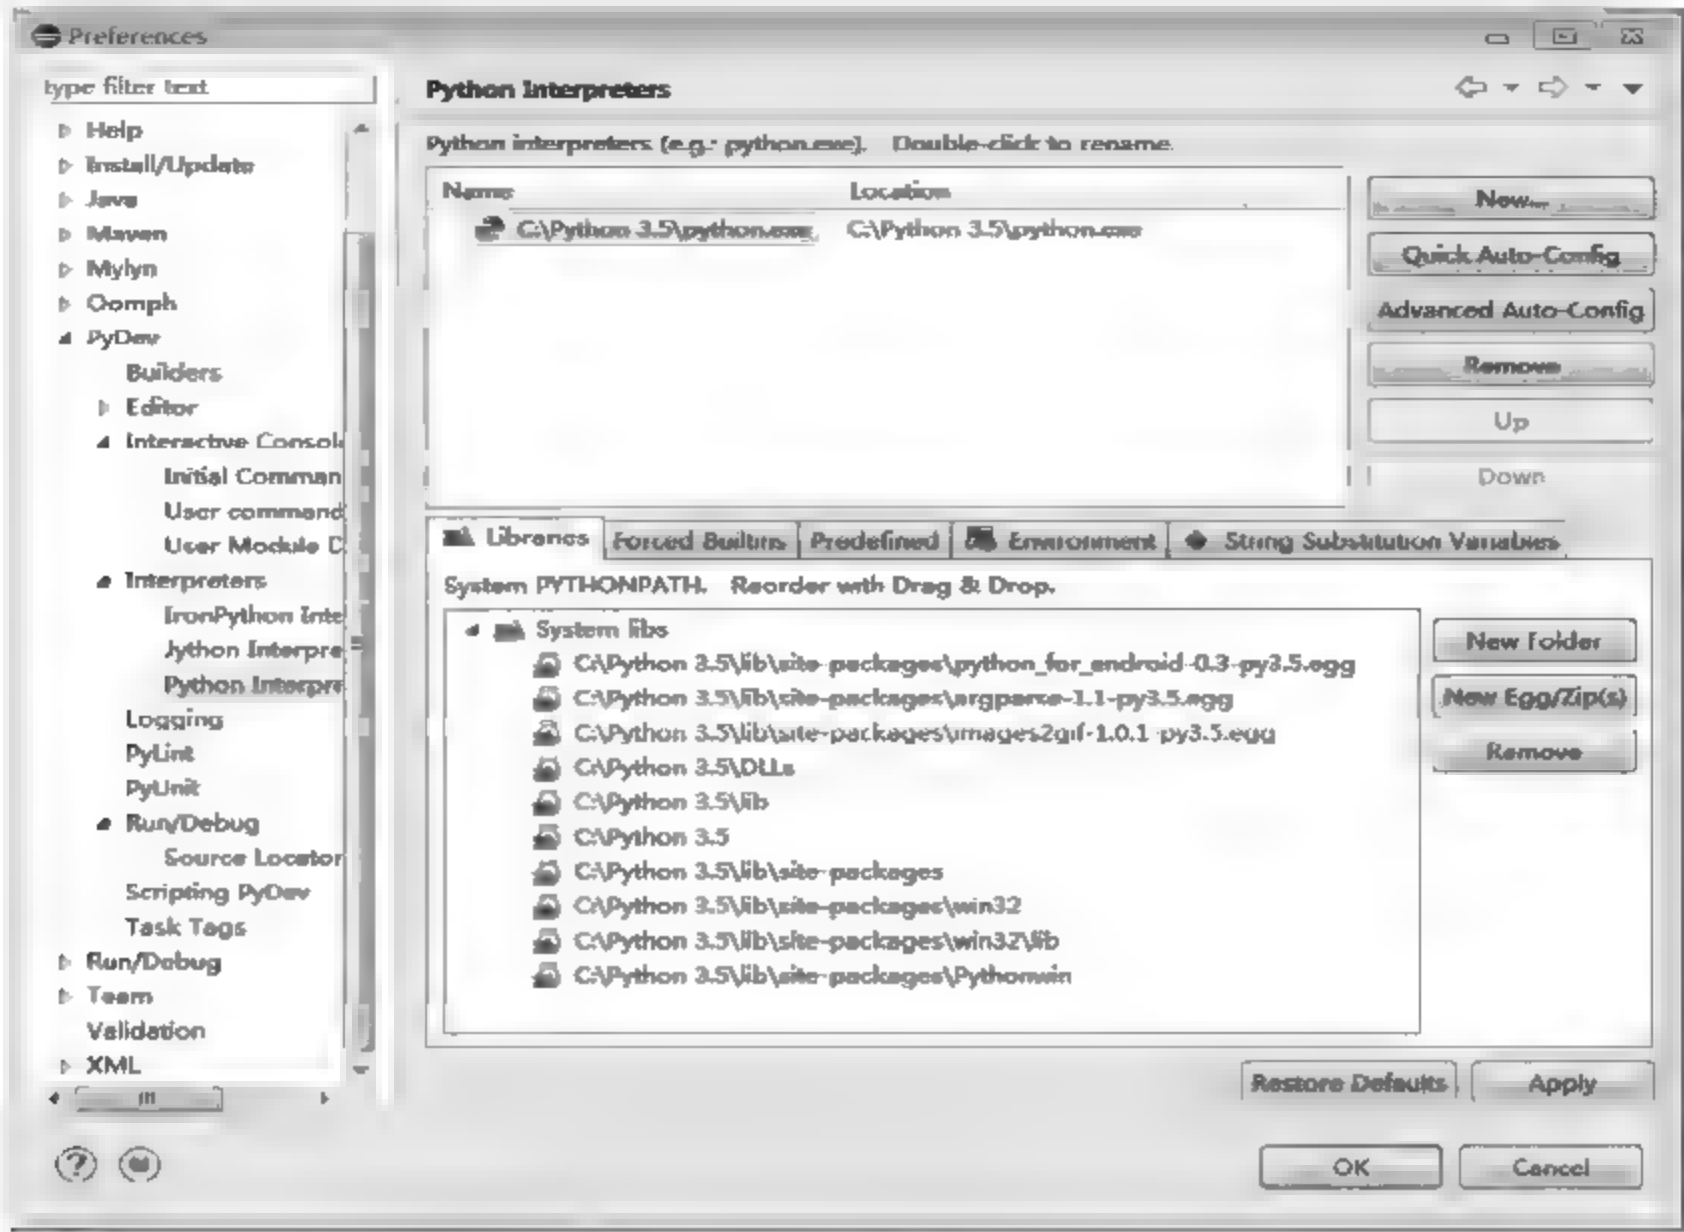 Preferences
type filter text
Help
Install/Update
Java
Maven
Mylyn
Oomph
PyDev
Builders
Editor
Interactive Consol
Initial Comman
User command
User Module D
Interpreters
IronPython Inte
Jython Interpre
Python Interpre
Logging
PyLint
PyUnit
Run/Debug
Source Locator
Scripting PyDev
Task Tags
Run/Debug
Team
Validation
XML
Python Interpreters
Python interpreters (e.g.: python.exe). Double-click to rename.
Name Location
C:\Python 3.5\python.exe C:\Python 3.5\python.exe
New...
Quick Auto-Config
Advanced Auto-Config
Remove
Up
Down
Libraries Forced Builtins Predefined Environment String Substitution Variables
System PYTHONPATH. Reorder with Drag & Drop.
System libs
C:\Python 3.5\lib\site-packages\python_for_android-0.3-py3.5.egg
C:\Python 3.5\lib\site-packages\argparse-1.1-py3.5.egg
C:\Python 3.5\lib\site-packages\images2gif-1.0.1-py3.5.egg
C:\Python 3.5\DLLs
C:\Python 3.5\lib
C:\Python 3.5
C:\Python 3.5\lib\site-packages
C:\Python 3.5\lib\site-packages\win32
C:\Python 3.5\lib\site-packages\win32\lib
C:\Python 3.5\lib\site-packages\Pythonwin
New Folder
New Egg/Zip(s)
Remove
Restore Defaults Apply
OK Cancel